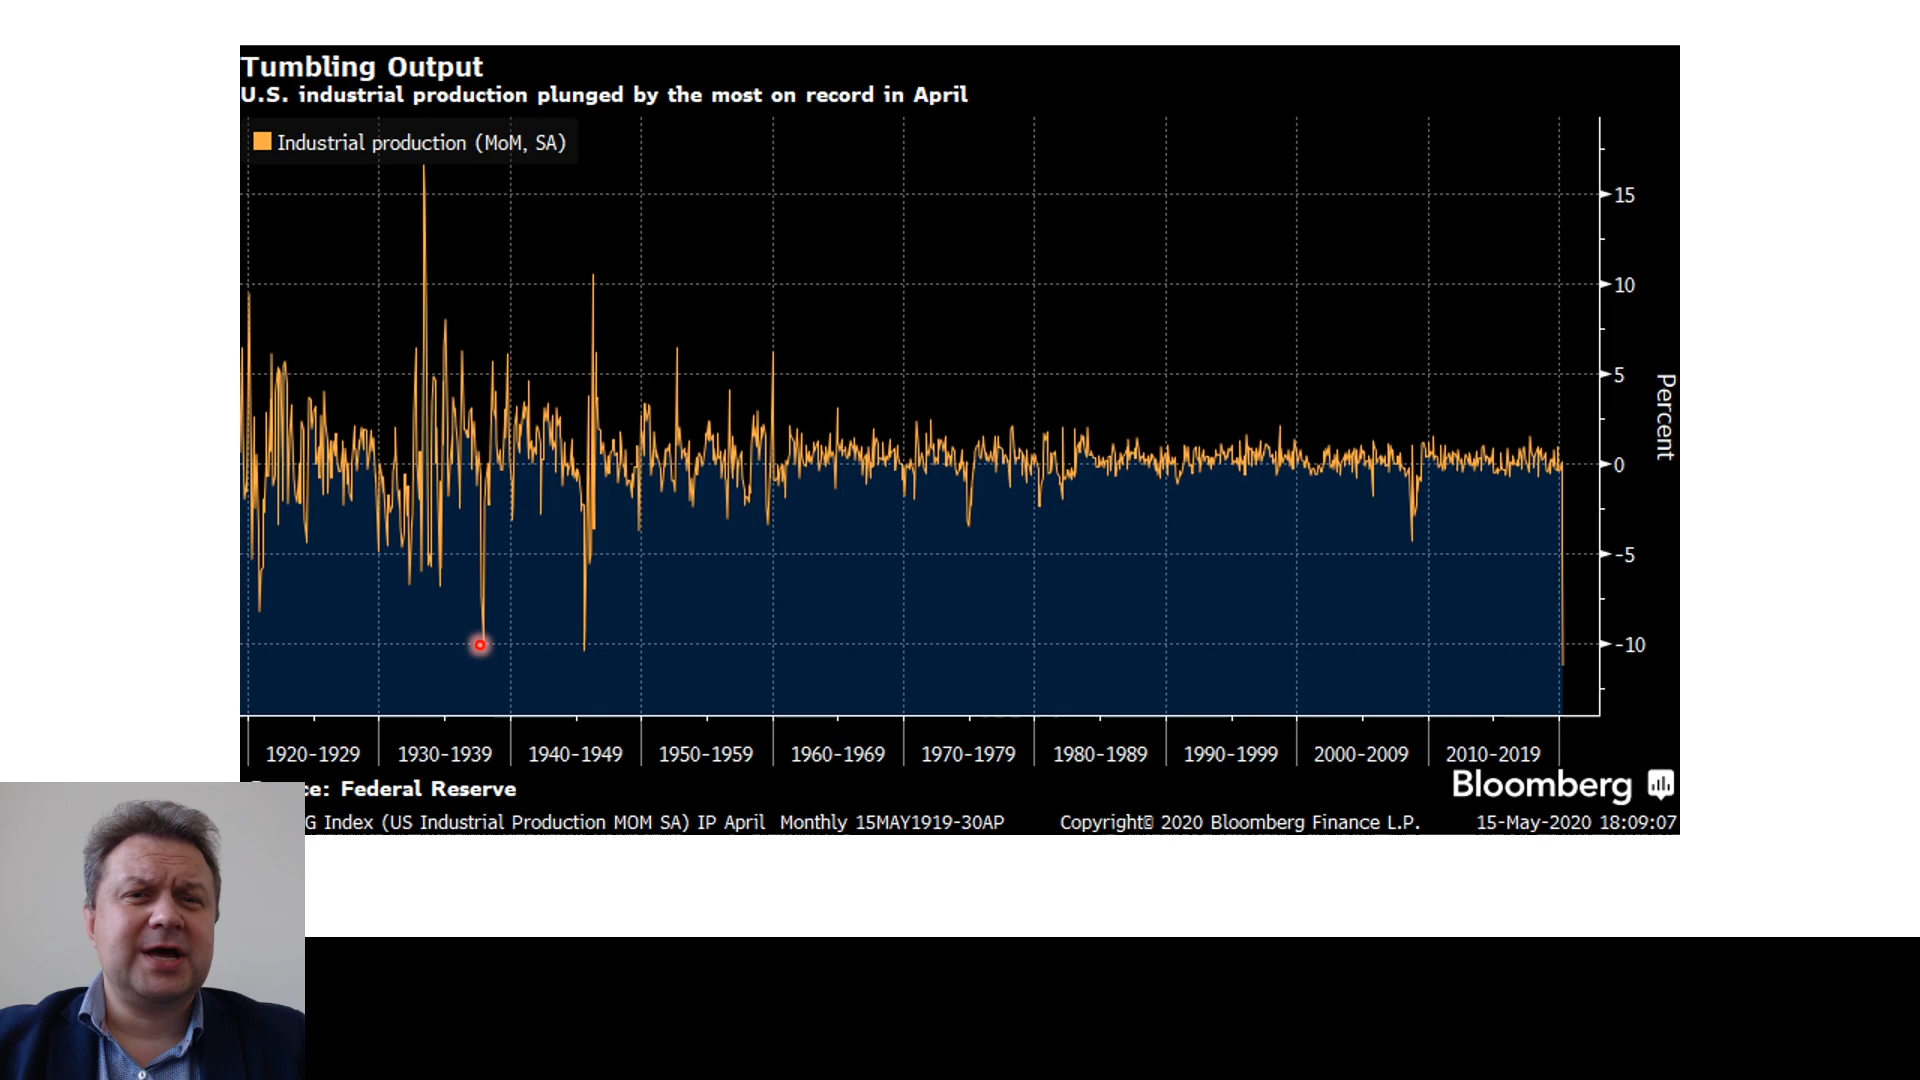 Tumbling Output
U.S. industrial production plunged by the most on record in April
Industrial production (MoM, SA)
15
10
5
0
-5
-10
Percent
1920-1929 1930-1939 1940-1949 1950-1959 1960-1969 1970-1979 1980-1989 1990-1999 2000-2009 2010-2019
ce: Federal Reserve
Bloomberg
G Index (US Industrial Production MOM SA) IP April Monthly 15MAY1919-30AP Copyright© 2020 Bloomberg Finance L.P. 15-May-2020 18:09:07